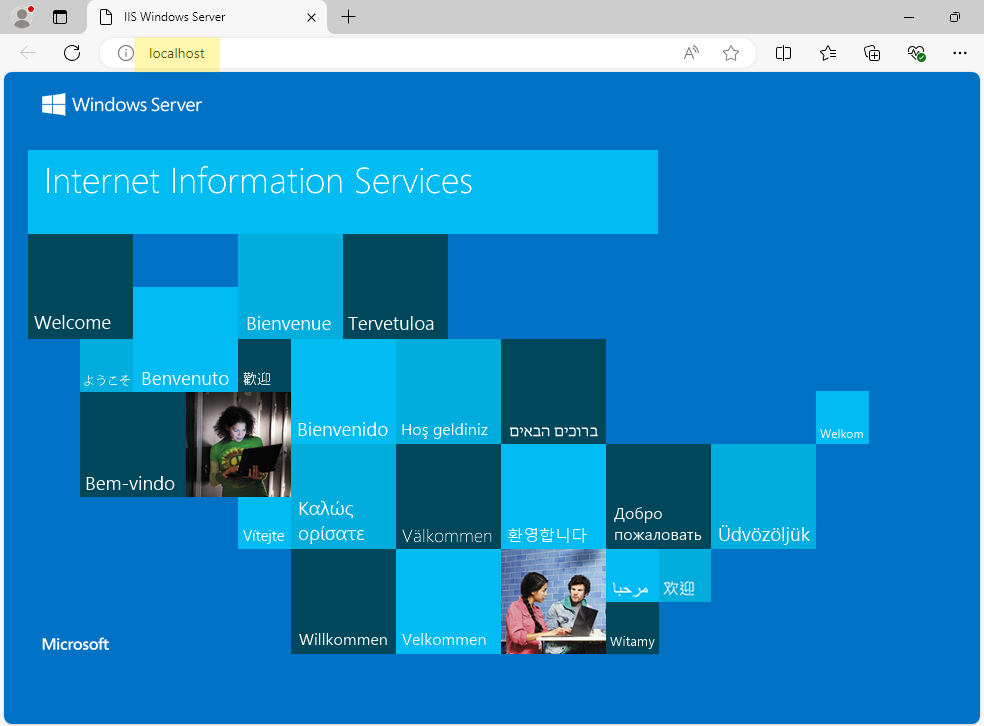 IIS Windows Server
localhost
Windows Server
Internet Information Services
Welcome
Bienvenue
Tervetuloa
ようこそ
Benvenuto
歡迎
Bienvenido
Hoş geldiniz
ברוכים הבאים
Welkom
Bem-vindo
Vítejte
Καλώς
ορίσατε
Välkommen
환영합니다
Добро
пожаловать
Üdvözöljük
Willkommen
Velkommen
مرحبا
欢迎
Witamy
Microsoft